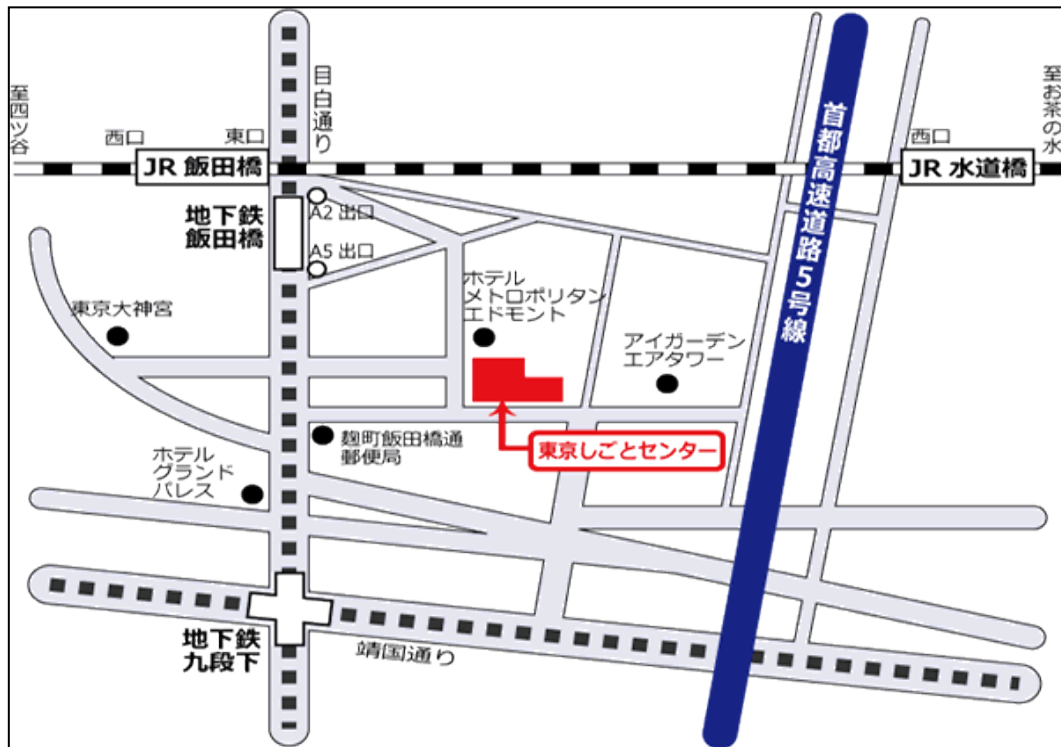 至四ツ谷
西口
東口
目白通り
西口
至お茶の水
JR 飯田橋
JR 水道橋
首都高速道路5号線
地下鉄
飯田橋
A2 出口
A5 出口
東京大神宮
ホテル
メトロポリタン
エドモント
アイガーデン
エアタワー
麹町飯田橋通
郵便局
東京しごとセンター
ホテル
グランド
パレス
地下鉄
九段下
靖国通り